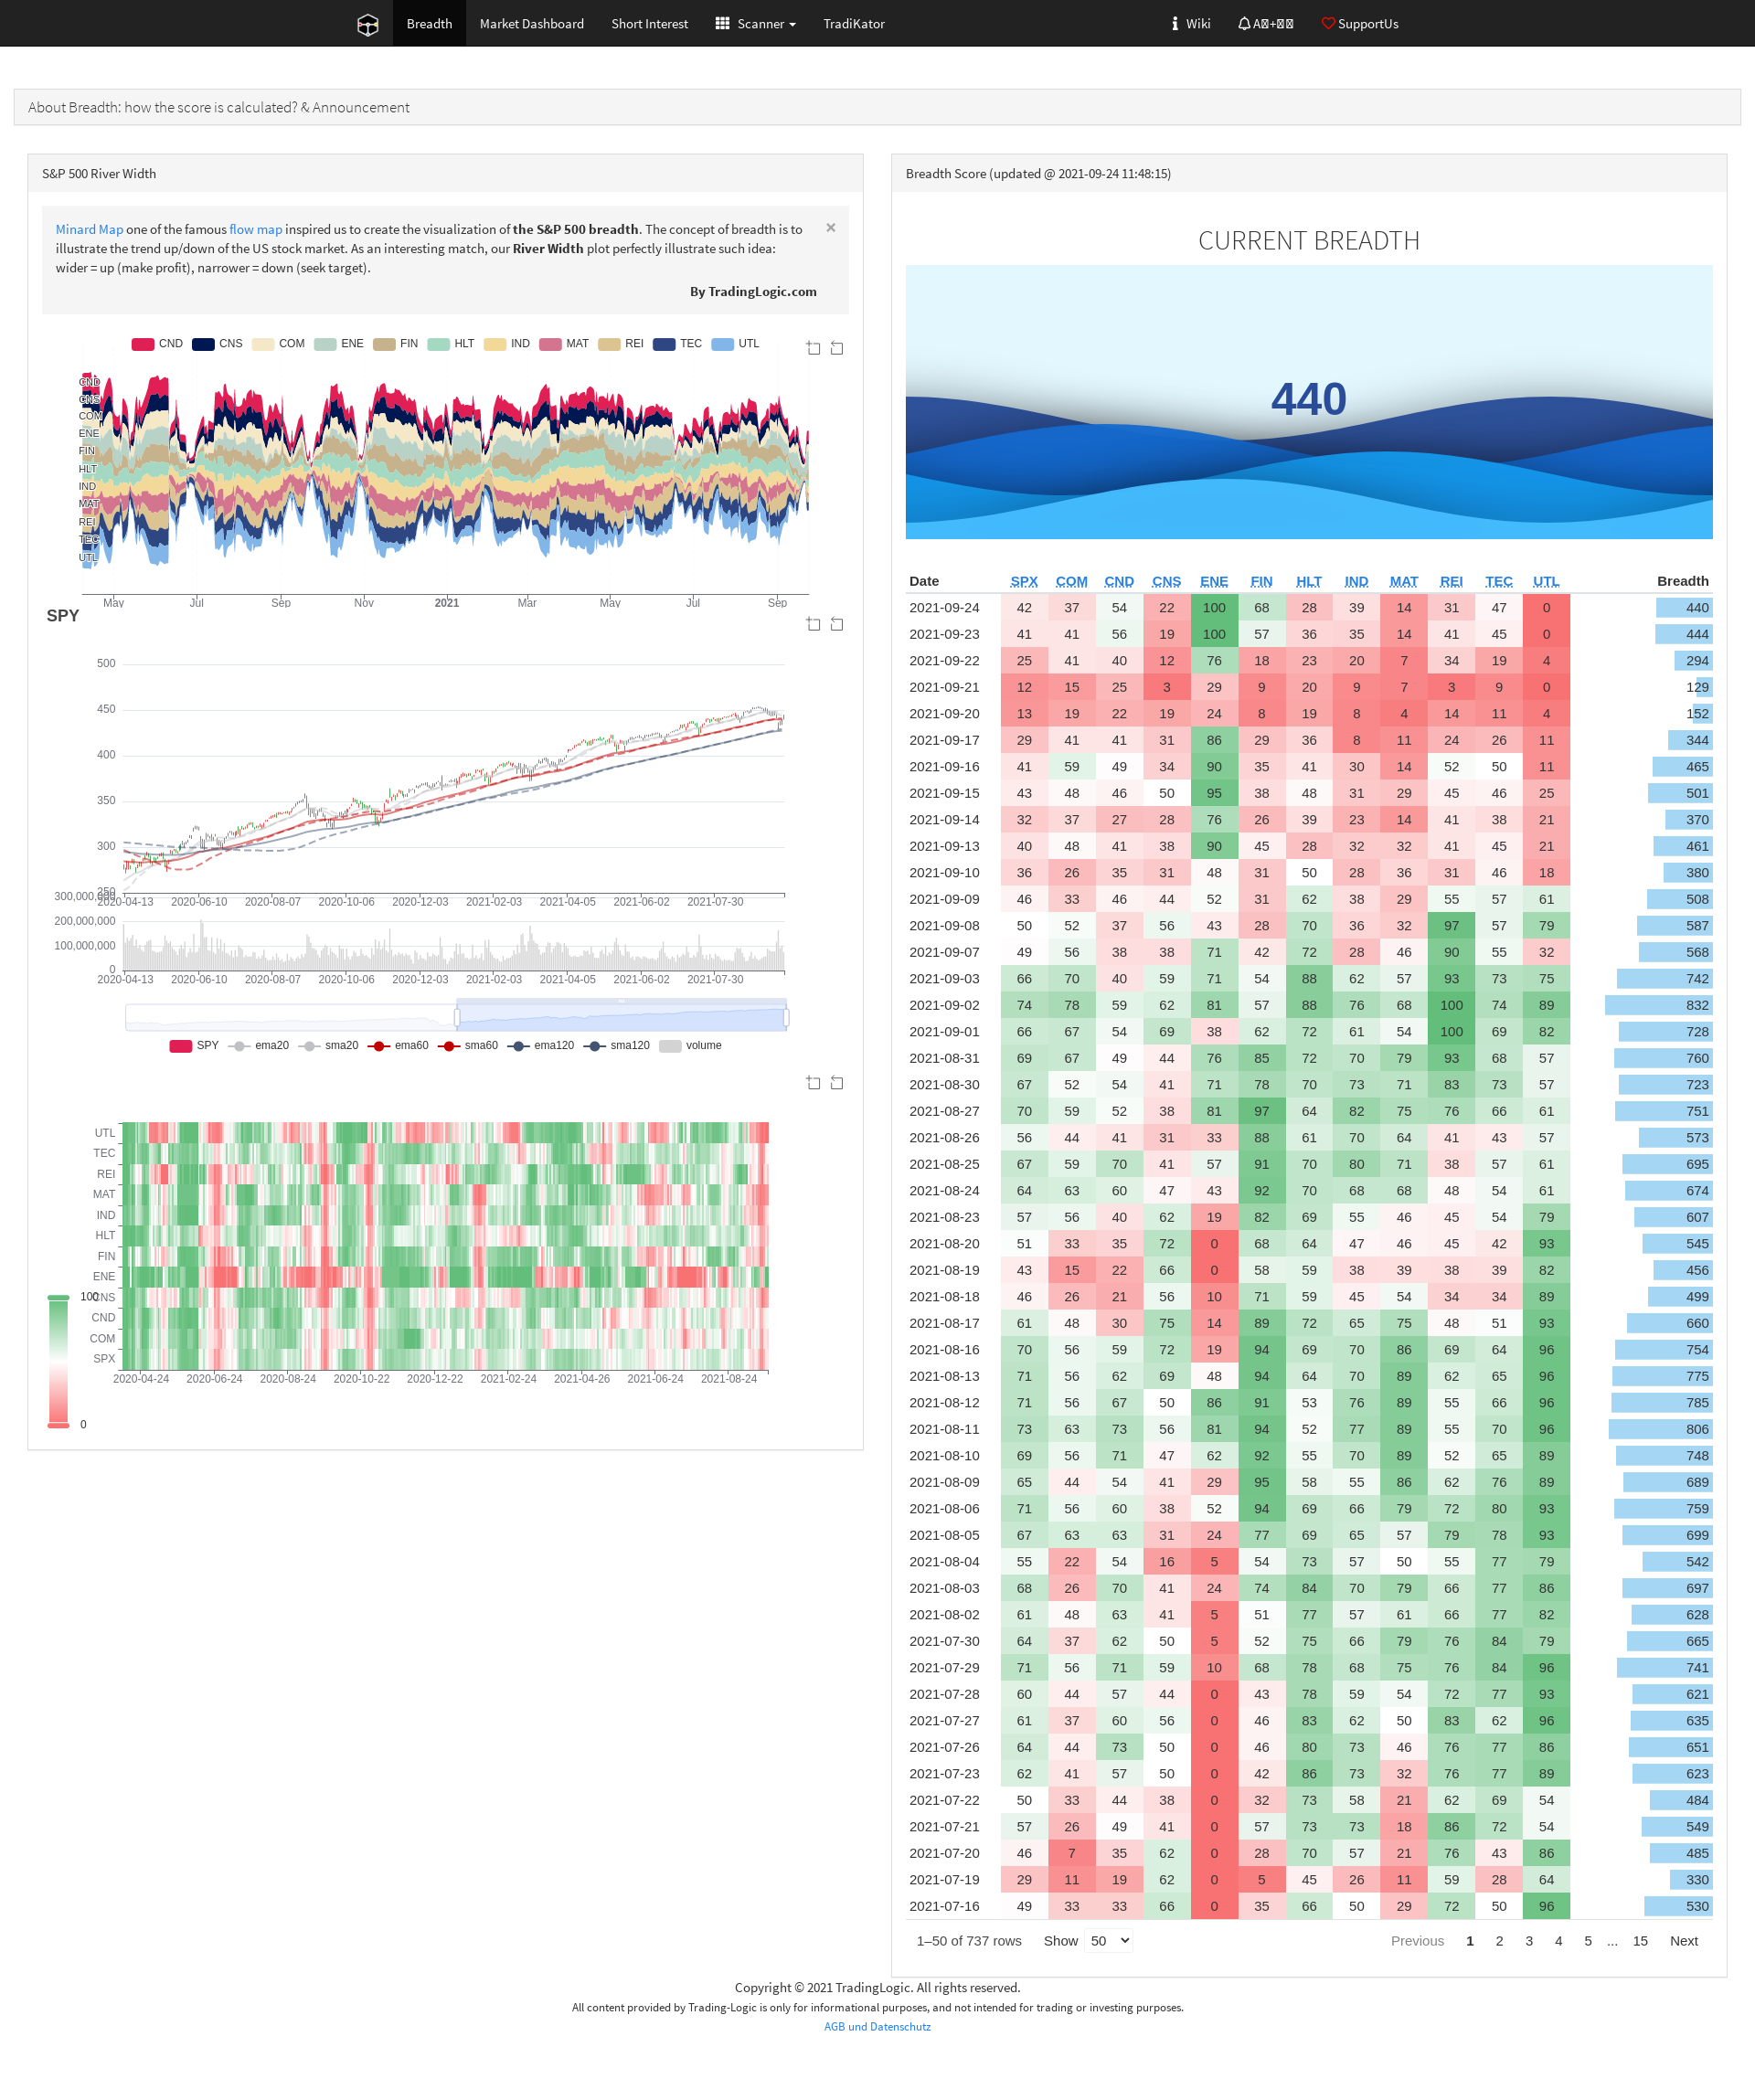 Breadth Market Dashboard Short Interest Scanner TradiKator Wiki SupportUs
About Breadth: how the score is calculated? & Announcement
S&P 500 River Width
Minard Map one of the famous flow map inspired us to create the visualization of the S&P 500 breadth. The concept of breadth is to
illustrate the trend up/down of the US stock market. As an interesting match, our River Width plot perfectly illustrate such idea:
wider = up (make profit), narrower = down (seek target).
×
By TradingLogic.com
CND CNS COM ENE FIN HLT IND MAT REI TEC UTL
CND
CNS
COM
ENE
FIN
HLT
IND
MAT
REI
TEC
UTL
May Jul Sep Nov 2021 Mar May Jul Sep
SPY
500
450
400
350
300
250
2020-04-13 2020-06-10 2020-08-07 2020-10-06 2020-12-03 2021-02-03 2021-04-05 2021-06-02 2021-07-30
300,000,000
200,000,000
100,000,000
0
2020-04-13 2020-06-10 2020-08-07 2020-10-06 2020-12-03 2021-02-03 2021-04-05 2021-06-02 2021-07-30
SPY ema20 sma20 ema60 sma60 ema120 sma120 volume
UTL
TEC
REI
MAT
IND
HLT
FIN
ENE
CNS
CND
COM
SPX
100
0
2020-04-24 2020-06-24 2020-08-24 2020-10-22 2020-12-22 2021-02-24 2021-04-26 2021-06-24 2021-08-24
Breadth Score (updated @ 2021-09-24 11:48:15)
CURRENT BREADTH
440
Date SPX COM CND CNS ENE FIN HLT IND MAT REI TEC UTL Breadth
2021-09-24 42 37 54 22 100 68 28 39 14 31 47 0 440
2021-09-23 41 41 56 19 100 57 36 35 14 41 45 0 444
2021-09-22 25 41 40 12 76 18 23 20 7 34 19 4 294
2021-09-21 12 15 25 3 29 9 20 9 7 3 9 0 129
2021-09-20 13 19 22 19 24 8 19 8 4 14 11 4 152
2021-09-17 29 41 41 31 86 29 36 8 11 24 26 11 344
2021-09-16 41 59 49 34 90 35 41 30 14 52 50 11 465
2021-09-15 43 48 46 50 95 38 48 31 29 45 46 25 501
2021-09-14 32 37 27 28 76 26 39 23 14 41 38 21 370
2021-09-13 40 48 41 38 90 45 28 32 32 41 45 21 461
2021-09-10 36 26 35 31 48 31 50 28 36 31 46 18 380
2021-09-09 46 33 46 44 52 31 62 38 29 55 57 61 508
2021-09-08 50 52 37 56 43 28 70 36 32 97 57 79 587
2021-09-07 49 56 38 38 71 42 72 28 46 90 55 32 568
2021-09-03 66 70 40 59 71 54 88 62 57 93 73 75 742
2021-09-02 74 78 59 62 81 57 88 76 68 100 74 89 832
2021-09-01 66 67 54 69 38 62 72 61 54 100 69 82 728
2021-08-31 69 67 49 44 76 85 72 70 79 93 68 57 760
2021-08-30 67 52 54 41 71 78 70 73 71 83 73 57 723
2021-08-27 70 59 52 38 81 97 64 82 75 76 66 61 751
2021-08-26 56 44 41 31 33 88 61 70 64 41 43 57 573
2021-08-25 67 59 70 41 57 91 70 80 71 38 57 61 695
2021-08-24 64 63 60 47 43 92 70 68 68 48 54 61 674
2021-08-23 57 56 40 62 19 82 69 55 46 45 54 79 607
2021-08-20 51 33 35 72 0 68 64 47 46 45 42 93 545
2021-08-19 43 15 22 66 0 58 59 38 39 38 39 82 456
2021-08-18 46 26 21 56 10 71 59 45 54 34 34 89 499
2021-08-17 61 48 30 75 14 89 72 65 75 48 51 93 660
2021-08-16 70 56 59 72 19 94 69 70 86 69 64 96 754
2021-08-13 71 56 62 69 48 94 64 70 89 62 65 96 775
2021-08-12 71 56 67 50 86 91 53 76 89 55 66 96 785
2021-08-11 73 63 73 56 81 94 52 77 89 55 70 96 806
2021-08-10 69 56 71 47 62 92 55 70 89 52 65 89 748
2021-08-09 65 44 54 41 29 95 58 55 86 62 76 89 689
2021-08-06 71 56 60 38 52 94 69 66 79 72 80 93 759
2021-08-05 67 63 63 31 24 77 69 65 57 79 78 93 699
2021-08-04 55 22 54 16 5 54 73 57 50 55 77 79 542
2021-08-03 68 26 70 41 24 74 84 70 79 66 77 86 697
2021-08-02 61 48 63 41 5 51 77 57 61 66 77 82 628
2021-07-30 64 37 62 50 5 52 75 66 79 76 84 79 665
2021-07-29 71 56 71 59 10 68 78 68 75 76 84 96 741
2021-07-28 60 44 57 44 0 43 78 59 54 72 77 93 621
2021-07-27 61 37 60 56 0 46 83 62 50 83 62 96 635
2021-07-26 64 44 73 50 0 46 80 73 46 76 77 86 651
2021-07-23 62 41 57 50 0 42 86 73 32 76 77 89 623
2021-07-22 50 33 44 38 0 32 73 58 21 62 69 54 484
2021-07-21 57 26 49 41 0 57 73 73 18 86 72 54 549
2021-07-20 46 7 35 62 0 28 70 57 21 76 43 86 485
2021-07-19 29 11 19 62 0 5 45 26 11 59 28 64 330
2021-07-16 49 33 33 66 0 35 66 50 29 72 50 96 530
1–50 of 737 rows Show 50 Previous 1 2 3 4 5 ... 15 Next
Copyright © 2021 TradingLogic. All rights reserved.
All content provided by Trading-Logic is only for informational purposes, and not intended for trading or investing purposes.
AGB und Datenschutz